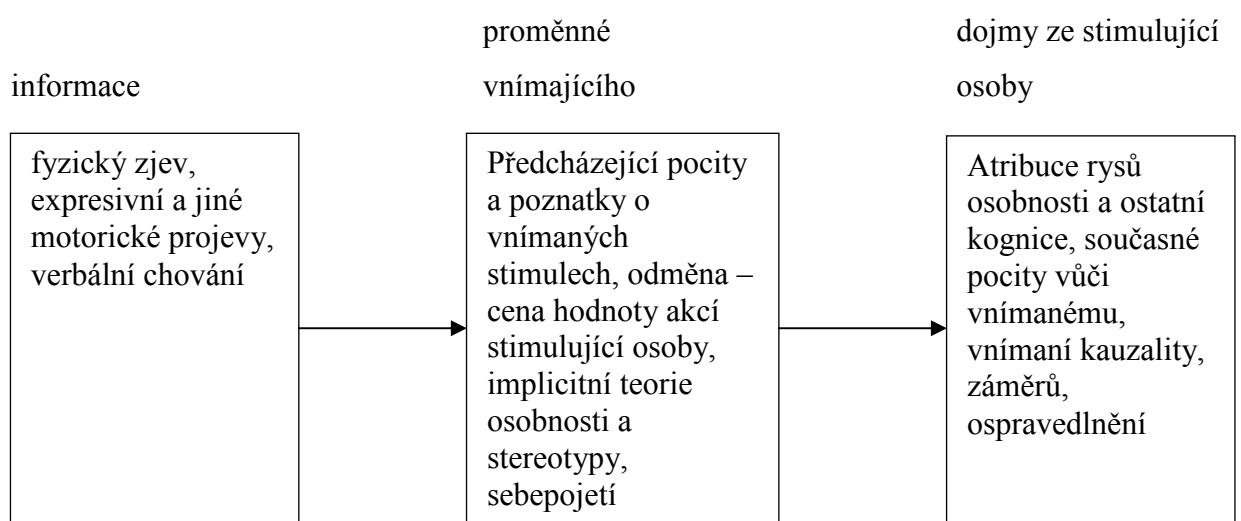 informace
proměnné
vnímajícího
dojmy ze stimulující
osoby
fyzický zjev,
expresivní a jiné
motorické projevy,
verbální chování
Předcházející pocity
a poznatky o
vnímaných
stimulech, odměna –
cena hodnoty akcí
stimulující osoby,
implicitní teorie
osobnosti a
stereotypy,
sebepojetí
Atribuce rysů
osobnosti a ostatní
kognice, současné
pocity vůči
vnímanému,
vnímaní kauzality,
záměrů,
ospravedlnění